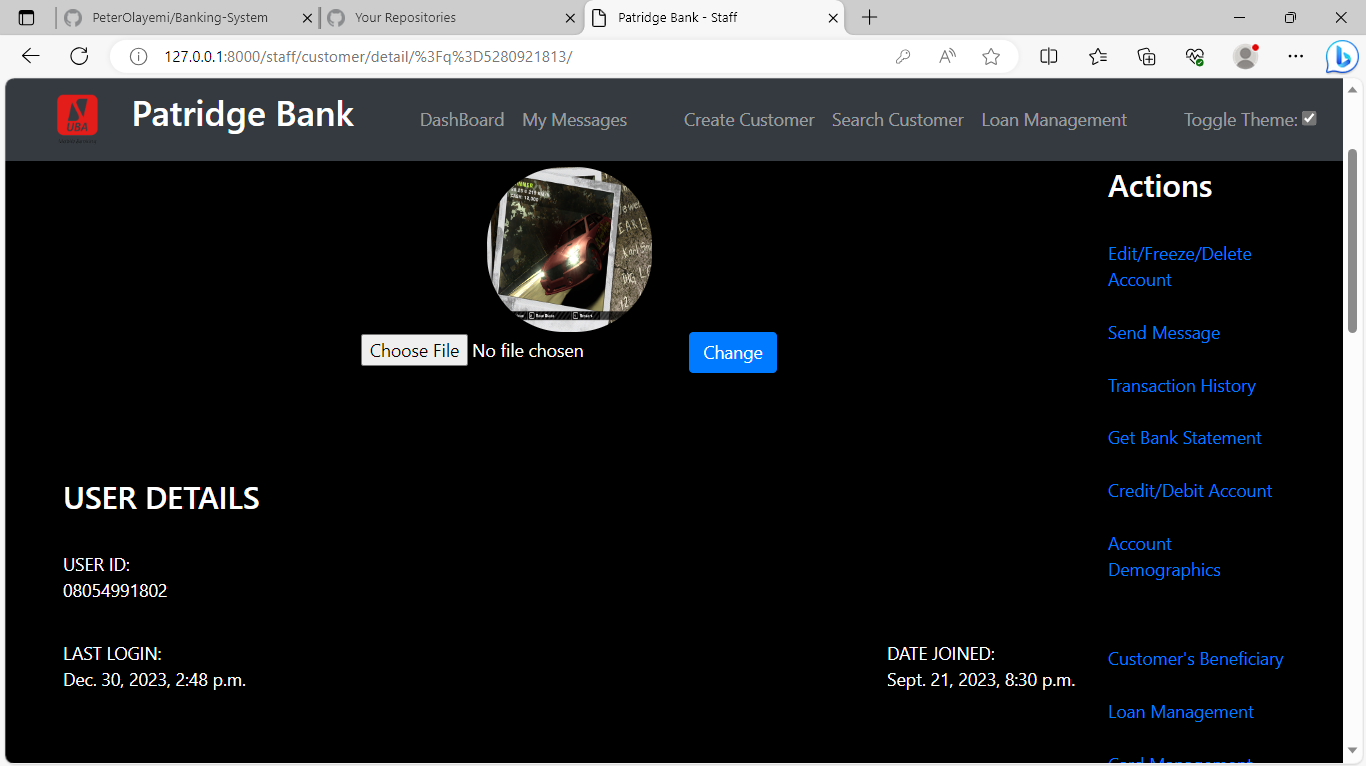 PeterOlayemi/Banking-System
Your Repositories
Patridge Bank - Staff
127.0.0.1:8000/staff/customer/detail/%3Fq%3D5280921813/
UBA
Patridge Bank
DashBoard
My Messages
Create Customer
Search Customer
Loan Management
Toggle Theme:
EARL
Choose File
No file chosen
Change
Actions
Edit/Freeze/Delete
Account
Send Message
Transaction History
Get Bank Statement
Credit/Debit Account
Account
Demographics
Customer's Beneficiary
Loan Management
Card Management
USER DETAILS
USER ID:
08054991802
LAST LOGIN:
Dec. 30, 2023, 2:48 p.m.
DATE JOINED:
Sept. 21, 2023, 8:30 p.m.